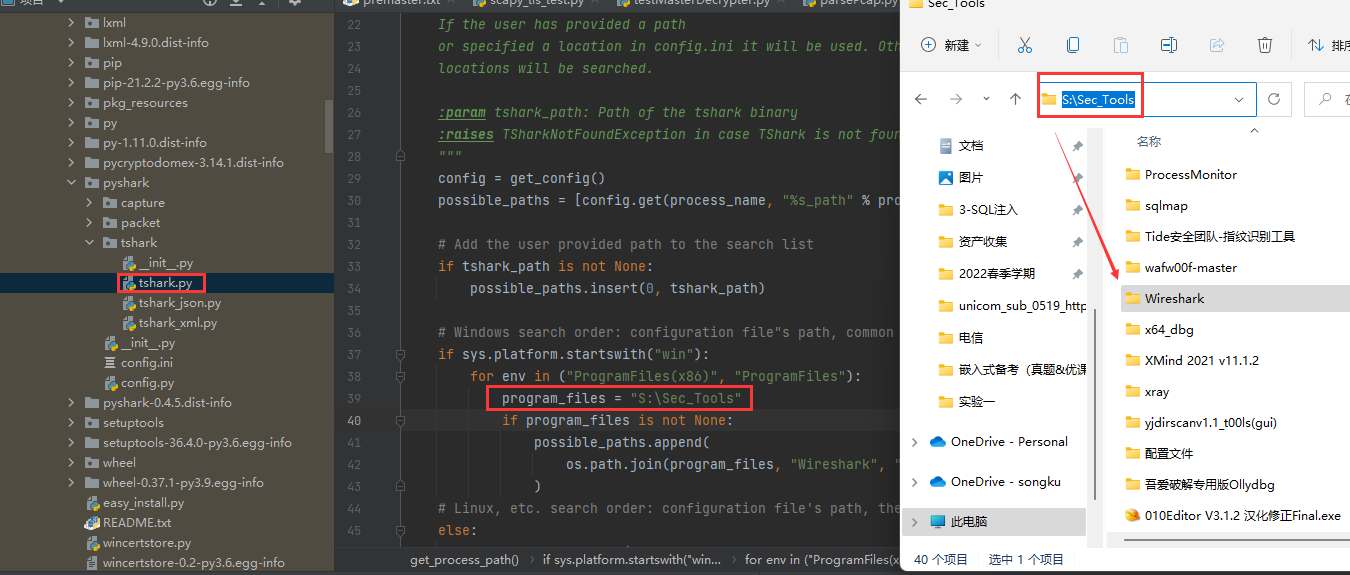 项目
lxml
lxml-4.9.0.dist-info
pip
pip-21.2.2-py3.6.egg-info
pkg_resources
py
py-1.11.0.dist-info
pycryptodomex-3.14.1.dist-info
pyshark
capture
packet
tshark
__init__.py
tshark.py
tshark_json.py
tshark_xml.py
__init__.py
config.ini
config.py
pyshark-0.4.5.dist-info
setuptools
setuptools-36.4.0-py3.6.egg-info
wheel
wheel-0.37.1-py3.9.egg-info
easy_install.py
README.txt
wincertstore.py
wincertstore-0.2-py3.6.egg-info
premaster.txt
scapy_tls_test.py
testMasterDecrypter.py
parsePcap.py
22 If the user has provided a path
23 or specified a location in config.ini it will be used. Oth
24 locations will be searched.
25
26 :param tshark_path: Path of the tshark binary
27 :raises TSharkNotFoundException in case TShark is not foun
28 """
29 config = get_config()
30 possible_paths = [config.get(process_name, "%s_path" % pro
31
32 # Add the user provided path to the search list
33 if tshark_path is not None:
34 possible_paths.insert(0, tshark_path)
35
36 # Windows search order: configuration file"s path, common
37 if sys.platform.startswith("win"):
38 for env in ("ProgramFiles(x86)", "ProgramFiles"):
39 program_files = "S:\Sec_Tools"
40 if program_files is not None:
41 possible_paths.append(
42 os.path.join(program_files, "Wireshark", "
43 )
44 # Linux, etc. search order: configuration file's path, the
45 else:
get_process_path()
if sys.platform.startswith("win...
for env in ("ProgramFiles(x
Sec_Tools
新建
排序
S:\Sec_Tools
在
文档
图片
3-SQL注入
资产收集
2022春季学期
unicom_sub_0519_http
电信
嵌入式备考（真题&优课
实验一
OneDrive - Personal
OneDrive - songku
此电脑
名称
ProcessMonitor
sqlmap
Tide安全团队-指纹识别工具
wafw00f-master
Wireshark
x64_dbg
XMind 2021 v11.1.2
xray
yjdirscanv1.1_t00ls(gui)
配置文件
吾爱破解专用版Ollydbg
010Editor V3.1.2 汉化修正Final.exe
40 个项目
选中 1 个项目